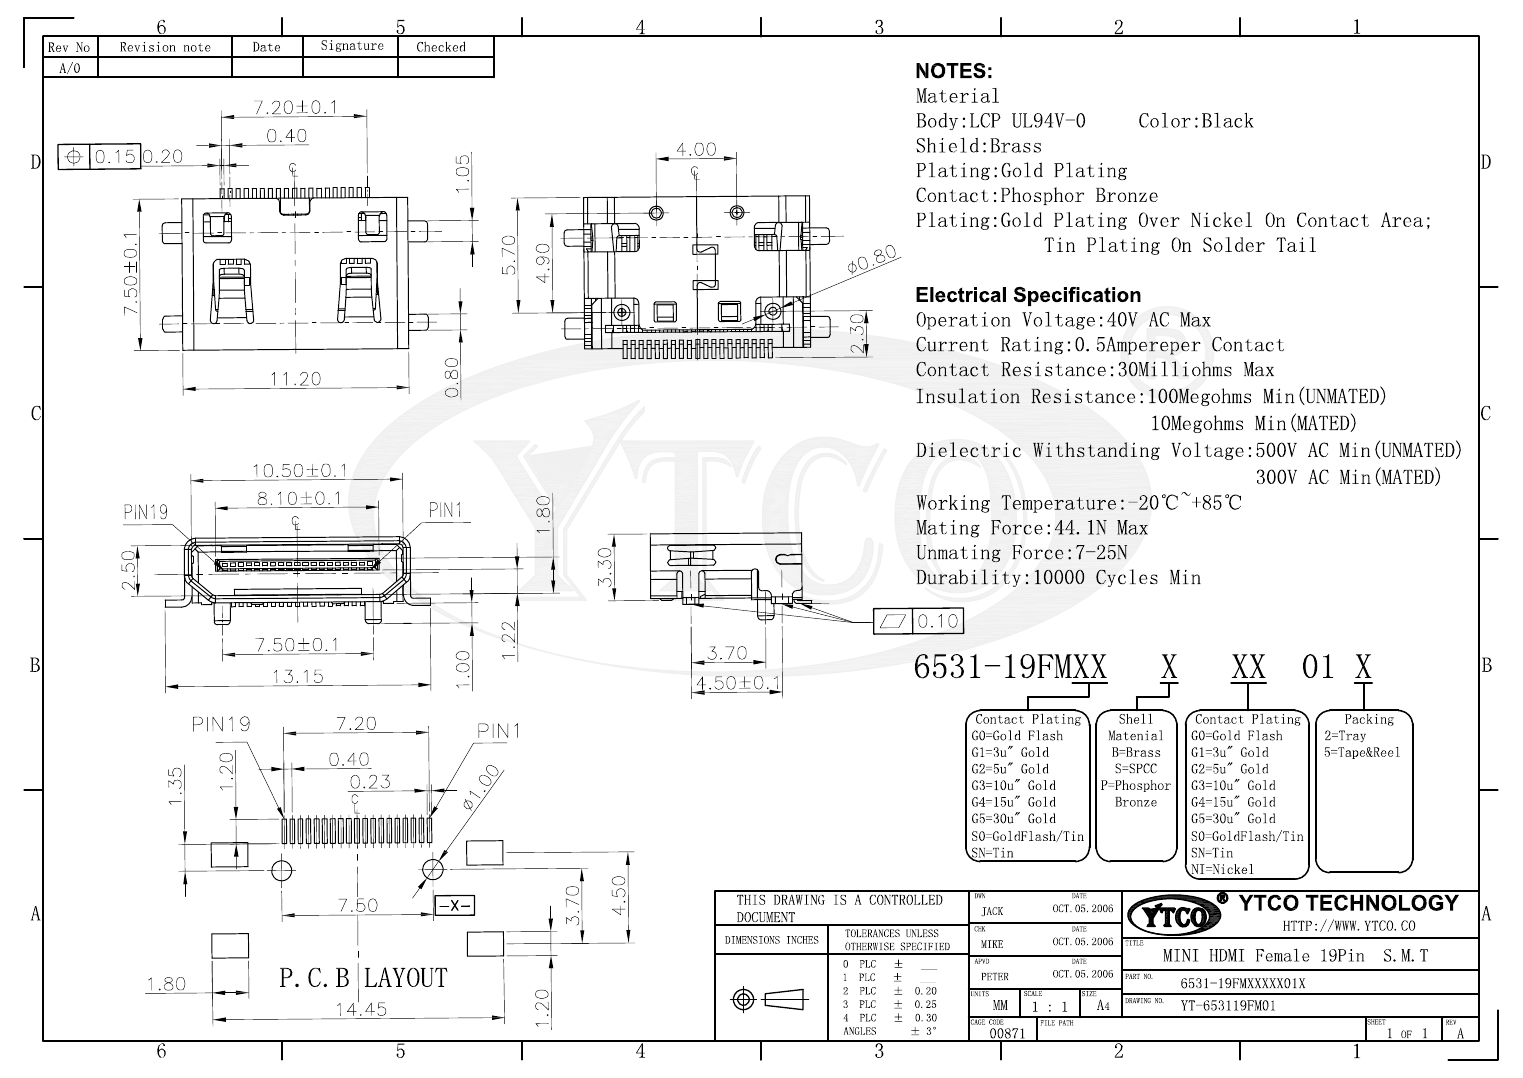 6 5 4 3 2 1
Rev No Revision note Date Signature Checked
A/0
D
C
B
A
7.20±0.1
0.40
0.15 0.20
℄
1.05
7.50±0.1
11.20
0.80
4.00
℄
5.70
4.90
ø0.80
2.30
NOTES:
Material
Body:LCP UL94V-0 Color:Black
Shield:Brass
Plating:Gold Plating
Contact:Phosphor Bronze
Plating:Gold Plating Over Nickel On Contact Area;
Tin Plating On Solder Tail
Electrical Specification
Operation Voltage:40V AC Max
Current Rating:0.5Ampereper Contact
Contact Resistance:30Milliohms Max
Insulation Resistance:100Megohms Min(UNMATED)
10Megohms Min(MATED)
Dielectric Withstanding Voltage:500V AC Min(UNMATED)
300V AC Min(MATED)
Working Temperature:-20℃~+85℃
Mating Force:44.1N Max
Unmating Force:7-25N
Durability:10000 Cycles Min
YTCO ®
10.50±0.1
8.10±0.1
PIN19 PIN1
℄
2.50
1.80
7.50±0.1
13.15
1.00
1.22
3.30
0.10
3.70
4.50±0.1
6531-19FMXX X XX 01 X
Contact Plating
G0=Gold Flash
G1=3u" Gold
G2=5u" Gold
G3=10u" Gold
G4=15u" Gold
G5=30u" Gold
S0=GoldFlash/Tin
SN=Tin
Shell
Material
B=Brass
S=SPCC
P=Phosphor
Bronze
Contact Plating
G0=Gold Flash
G1=3u" Gold
G2=5u" Gold
G3=10u" Gold
G4=15u" Gold
G5=30u" Gold
S0=GoldFlash/Tin
SN=Tin
NI=Nickel
Packing
2=Tray
5=Tape&Reel
PIN19 7.20 PIN1
0.40
0.23
℄
1.35
1.20
ø1.00
7.50
-X-
3.70
4.50
P.C.B LAYOUT
1.80
14.45
1.20
THIS DRAWING IS A CONTROLLED
DOCUMENT
DIMENSIONS INCHES
TOLERANCES UNLESS
OTHERWISE SPECIFIED
0 PLC ± __
1 PLC ± __
2 PLC ± 0.20
3 PLC ± 0.25
4 PLC ± 0.30
ANGLES ± 3°
DWN DATE
JACK OCT.05.2006
CHK DATE
MIKE OCT.05.2006
APVD DATE
PETER OCT.05.2006
UNITS SCALE SIZE
MM 1 : 1 A4
CAGE CODE FILE PATH
00871
YTCO ® YTCO TECHNOLOGY
HTTP://WWW.YTCO.CO
TITLE
MINI HDMI Female 19Pin S.M.T
PART NO.
6531-19FMXXXXX01X
DRAWING NO.
YT-653119FM01
SHEET REV
1 OF 1 A
6 5 4 3 2 1
D
C
B
A